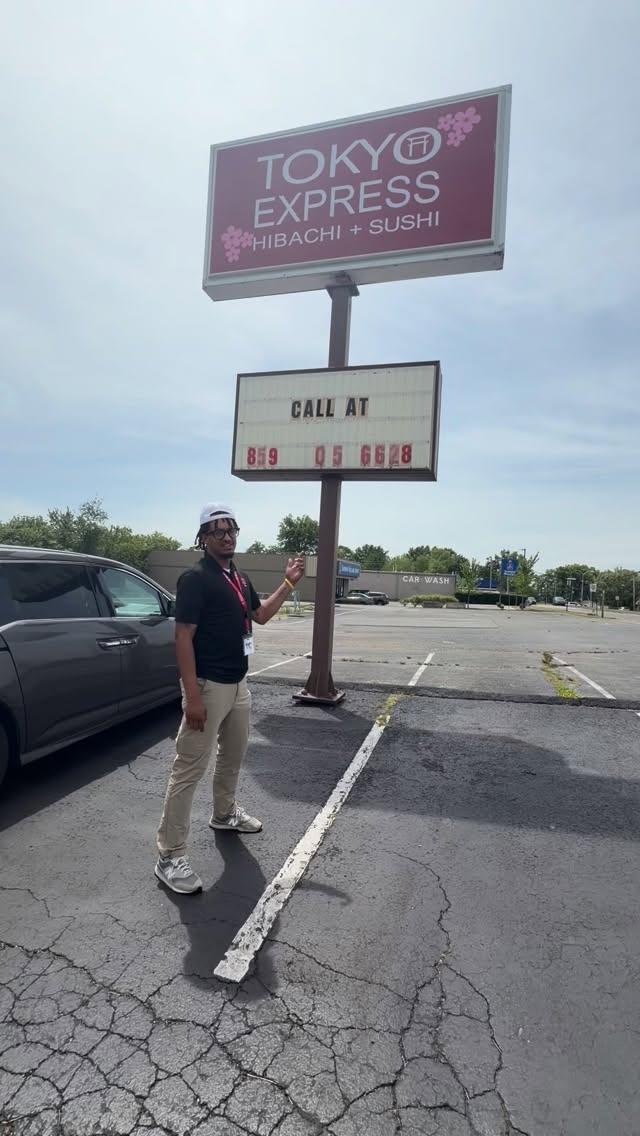 TOKYO
EXPRESS
HIBACHI + SUSHI
CALL AT
859 05 6628
CAR WASH